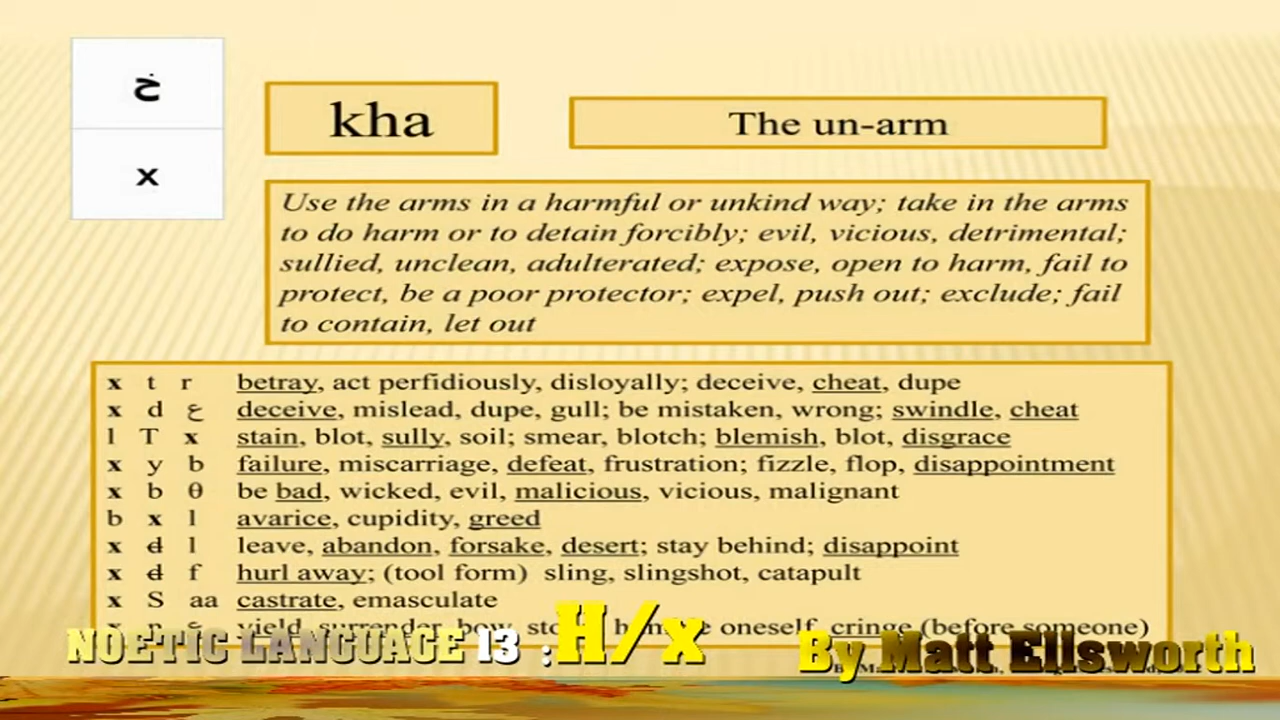 خ
x
kha
The un-arm
Use the arms in a harmful or unkind way; take in the arms
to do harm or to detain forcibly; evil, vicious, detrimental;
sullied, unclean, adulterated; expose, open to harm, fail to
protect, be a poor protector; expel, push out; exclude; fail
to contain, let out
x t r betray, act perfidiously, disloyally; deceive, cheat, dupe
x d ع deceive, mislead, dupe, gull; be mistaken, wrong; swindle, cheat
l T x stain, blot, sully, soil; smear, blotch; blemish, blot, disgrace
x y b failure, miscarriage, defeat, frustration; fizzle, flop, disappointment
x b θ be bad, wicked, evil, malicious, vicious, malignant
b x l avarice, cupidity, greed
x đ l leave, abandon, forsake, desert; stay behind; disappoint
x đ f hurl away; (tool form) sling, slingshot, catapult
x S aa castrate, emasculate
x n ع yield, surrender, bow, oneself, cringe (before someone)
NOETIC LANGUAGE 13 : H/x By Matt Ellsworth